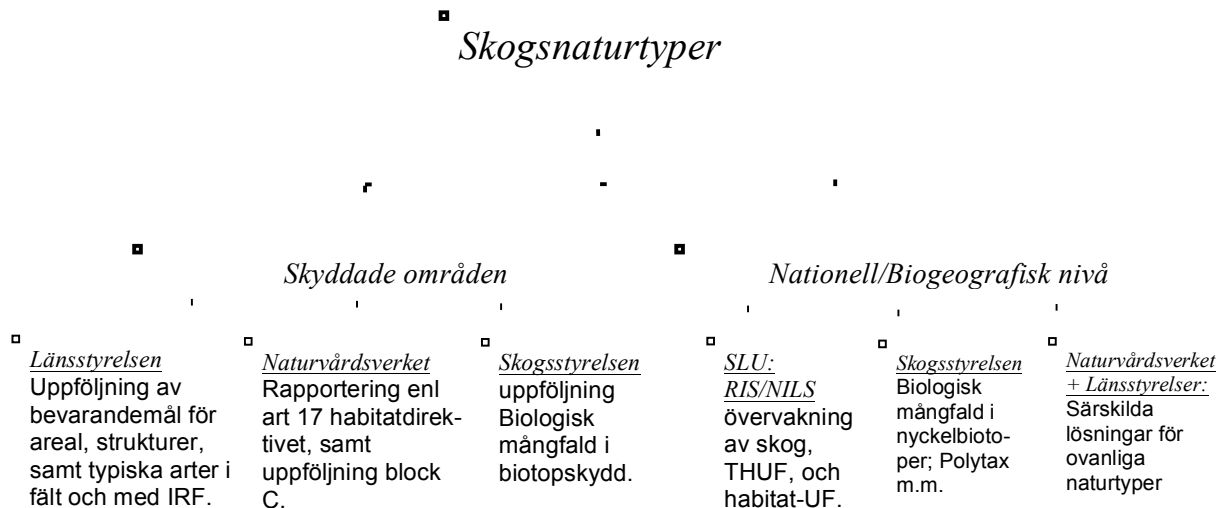 Skogsnaturtyper
Skyddade områden
Nationell/Biogeografisk nivå
Länsstyrelsen
Uppföljning av
bevarandemål för
areal, strukturer,
samt typiska arter i
fält och med IRF.
Naturvårdsverket
Rapportering enl
art 17 habitatdirek-
tivet, samt
uppföljning block
C.
Skogsstyrelsen
uppföljning
Biologisk
mångfald i
biotopskydd.
SLU:
RIS/NILS
övervakning
av skog,
THUF, och
habitat-UF.
Skogsstyrelsen
Biologisk
mångfald i
nyckelbioto-
per; Polytax
m.m.
Naturvårdsverket
+ Länsstyrelser:
Särskilda
lösningar för
ovanliga
naturtyper